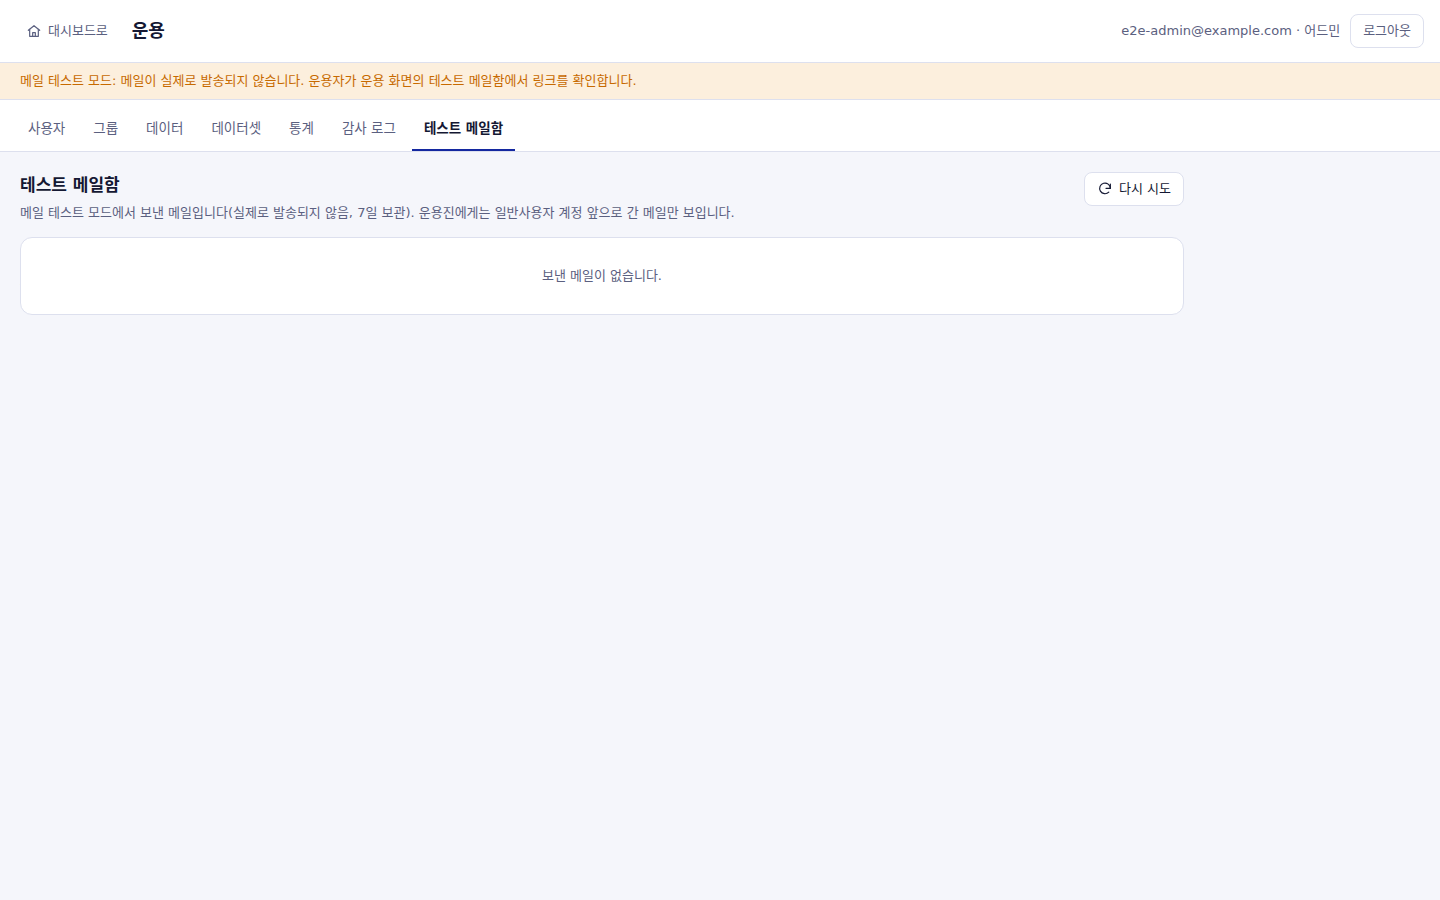 대시보드로
운용
e2e-admin@example.com · 어드민
로그아웃
메일 테스트 모드: 메일이 실제로 발송되지 않습니다. 운용자가 운용 화면의 테스트 메일함에서 링크를 확인합니다.
사용자 그룹 데이터 데이터셋 통계 감사 로그 테스트 메일함
테스트 메일함
다시 시도
메일 테스트 모드에서 보낸 메일입니다(실제로 발송되지 않음, 7일 보관). 운용진에게는 일반사용자 계정 앞으로 간 메일만 보입니다.
보낸 메일이 없습니다.